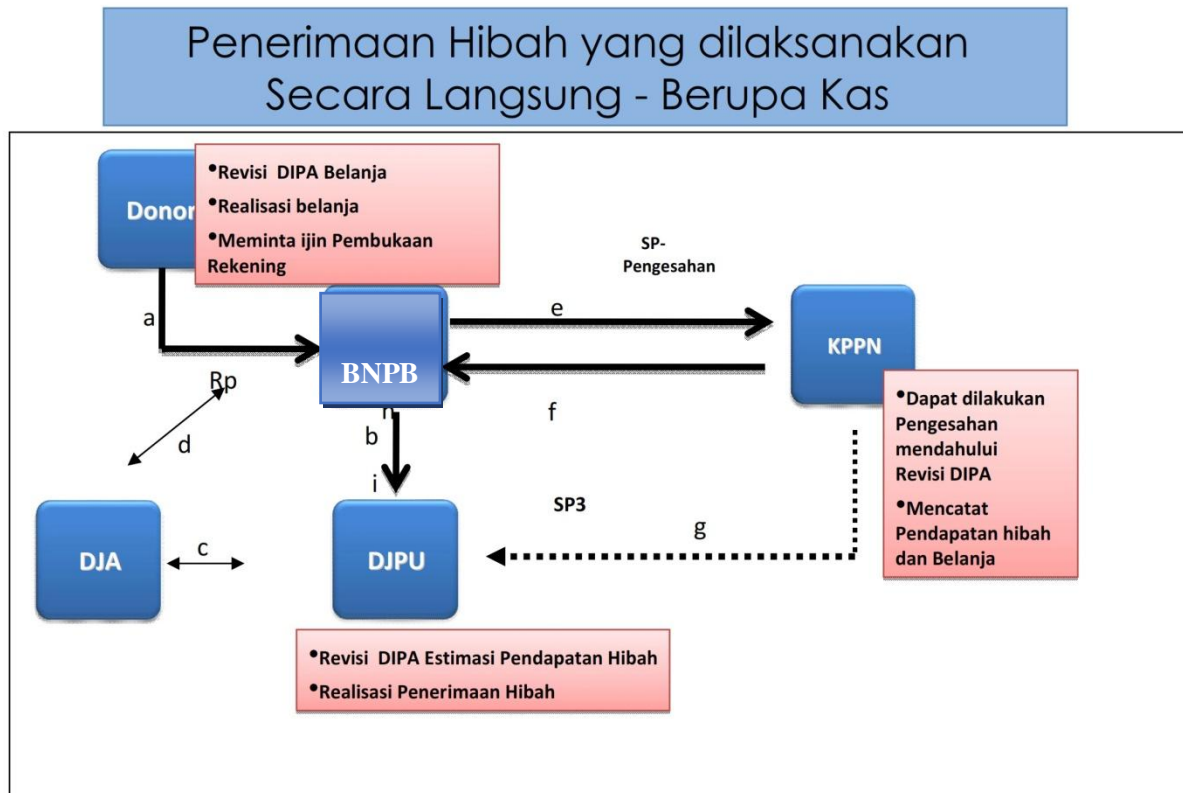 Penerimaan Hibah yang dilaksanakan
Secara Langsung - Berupa Kas
Donor
•Revisi DIPA Belanja
•Realisasi belanja
•Meminta ijin Pembukaan
Rekening
SP-
Pengesahan
a
e
BNPB
KPPN
Rp
n
f
d
b
i
•Dapat dilakukan
Pengesahan
mendahului
Revisi DIPA
•Mencatat
Pendapatan hibah
dan Belanja
SP3
g
DJA
c
DJPU
•Revisi DIPA Estimasi Pendapatan Hibah
•Realisasi Penerimaan Hibah